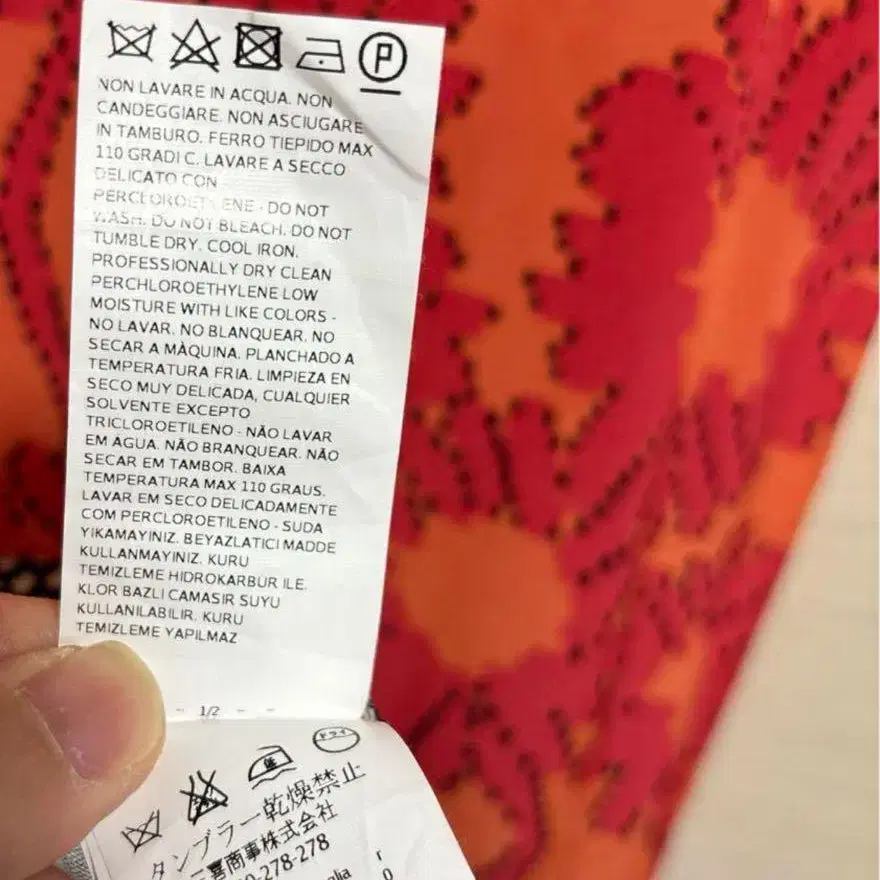 P
NON LAVARE IN ACQUA. NON
CANDEGGIARE. NON ASCIUGARE
IN TAMBURO. FERRO TIEPIDO MAX
110 GRADI C. LAVARE A SECCO
DELICATO CON
PERCLOROETILENE - DO NOT
WASH. DO NOT BLEACH. DO NOT
TUMBLE DRY. COOL IRON.
PROFESSIONALLY DRY CLEAN
PERCHLOROETHYLENE LOW
MOISTURE WITH LIKE COLORS -
NO LAVAR. NO BLANQUEAR. NO
SECAR A MÀQUINA. PLANCHADO A
TEMPERATURA FRIA. LIMPIEZA EN
SECO MUY DELICADA, CUALQUIER
SOLVENTE EXCEPTO
TRICLOROETILENO - NÃO LAVAR
EM ÁGUA. NÃO BRANQUEAR. NÃO
SECAR EM TAMBOR. BAIXA
TEMPERATURA MAX 110 GRAUS.
LAVAR EM SECO DELICADAMENTE
COM PERCLOROETILENO - SUDA
YIKAMAYINIZ. BEYAZLATICI MADDE
KULLANMAYINIZ. KURU
TEMIZLEME HIDROKARBÜR ILE.
KLOR BAZLI CAMASIR SUYU
KULLANILABILIR. KURU
TEMIZLEME YAPILMAZ
1/2
ドライ
タンブラー乾燥禁止
三喜商事株式会社
0-278-278